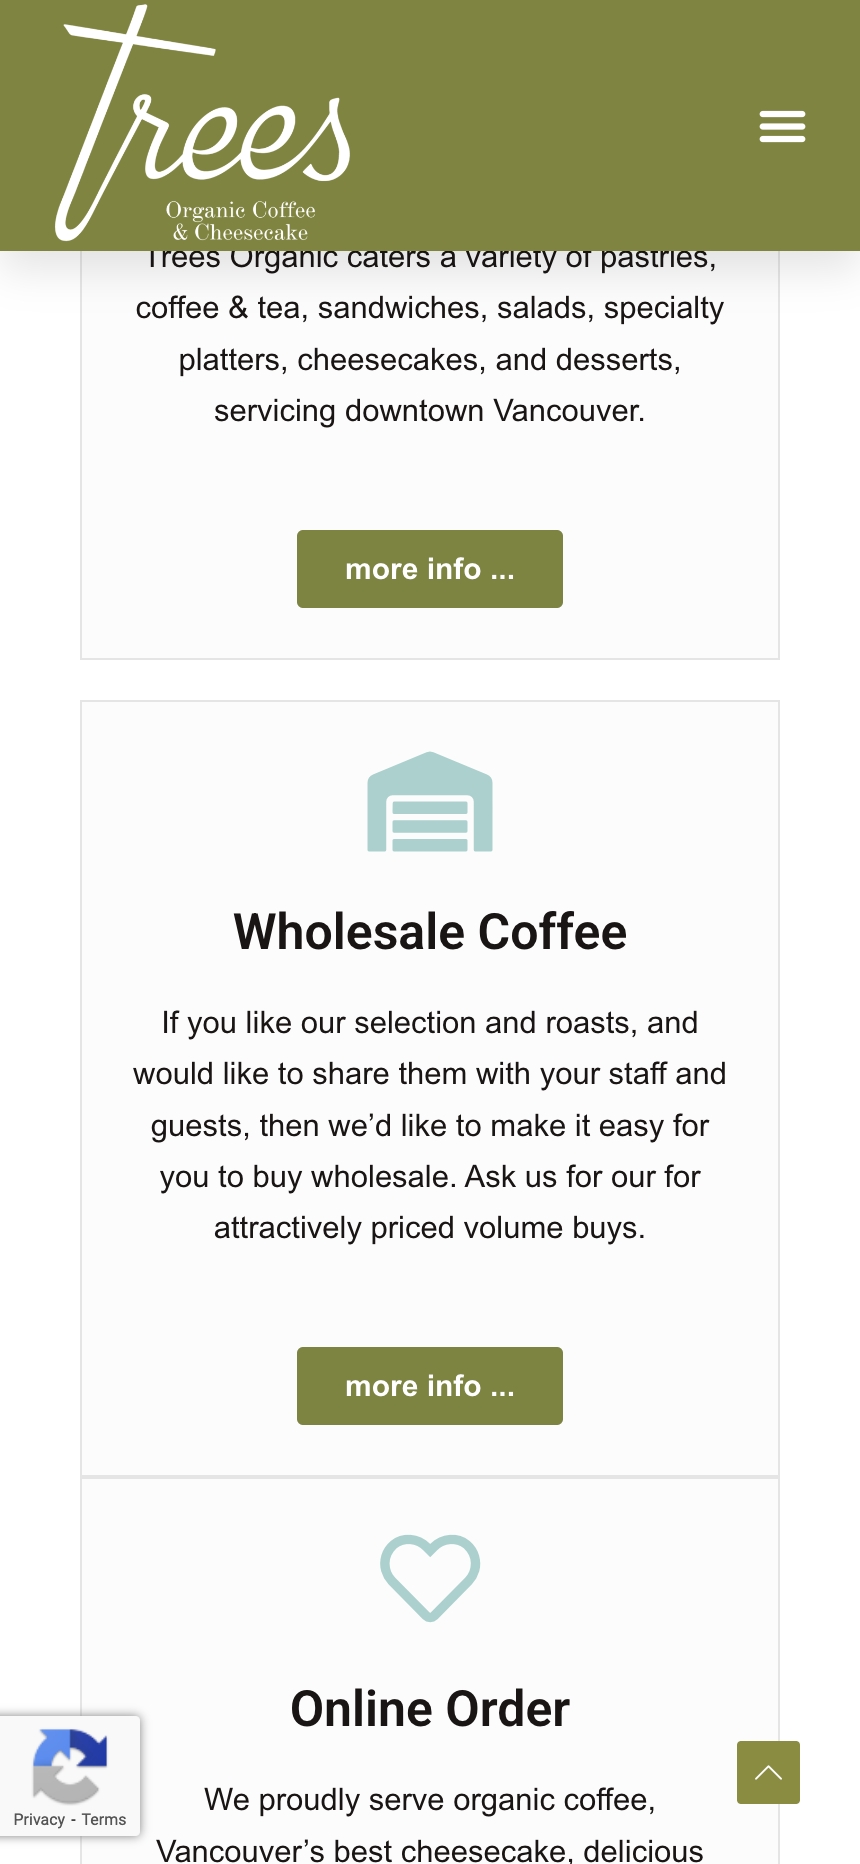 Trees
Organic Coffee
& Cheesecake
Trees Organic caters a variety of pastries,
coffee & tea, sandwiches, salads, specialty
platters, cheesecakes, and desserts,
servicing downtown Vancouver.
more info ...
Wholesale Coffee
If you like our selection and roasts, and
would like to share them with your staff and
guests, then we’d like to make it easy for
you to buy wholesale. Ask us for our for
attractively priced volume buys.
more info ...
Online Order
We proudly serve organic coffee,
Vancouver’s best cheesecake, delicious
Privacy - Terms